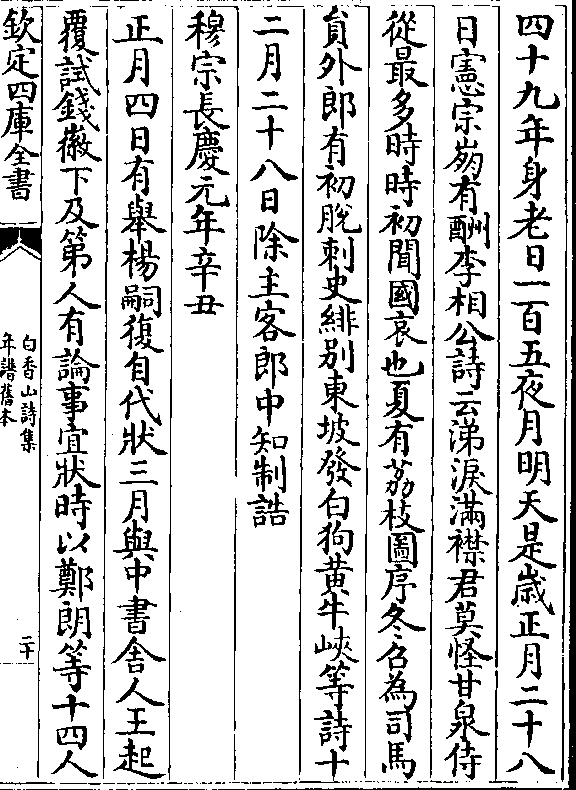 四十九年身老日一百五夜月明天是歳正月二十八
日憲宗崩有酬李相公詩云涕淚滿襟君莫怪甘泉侍
從最多時時初聞國哀也夏有荔枝圖序冬召為司馬
貟外郎有初脫刺史緋别東坡發白狗黄牛峽等詩十
二月二十八日除主客郎中知制誥
穆宗長慶元年辛丑
正月四日有舉楊嗣復自代狀三月與中書舍人王起
覆試錢徽下及第人有論事宜狀時以鄭朗等十四人
欽定四庫全書
白香山詩集
年譜舊本
二十